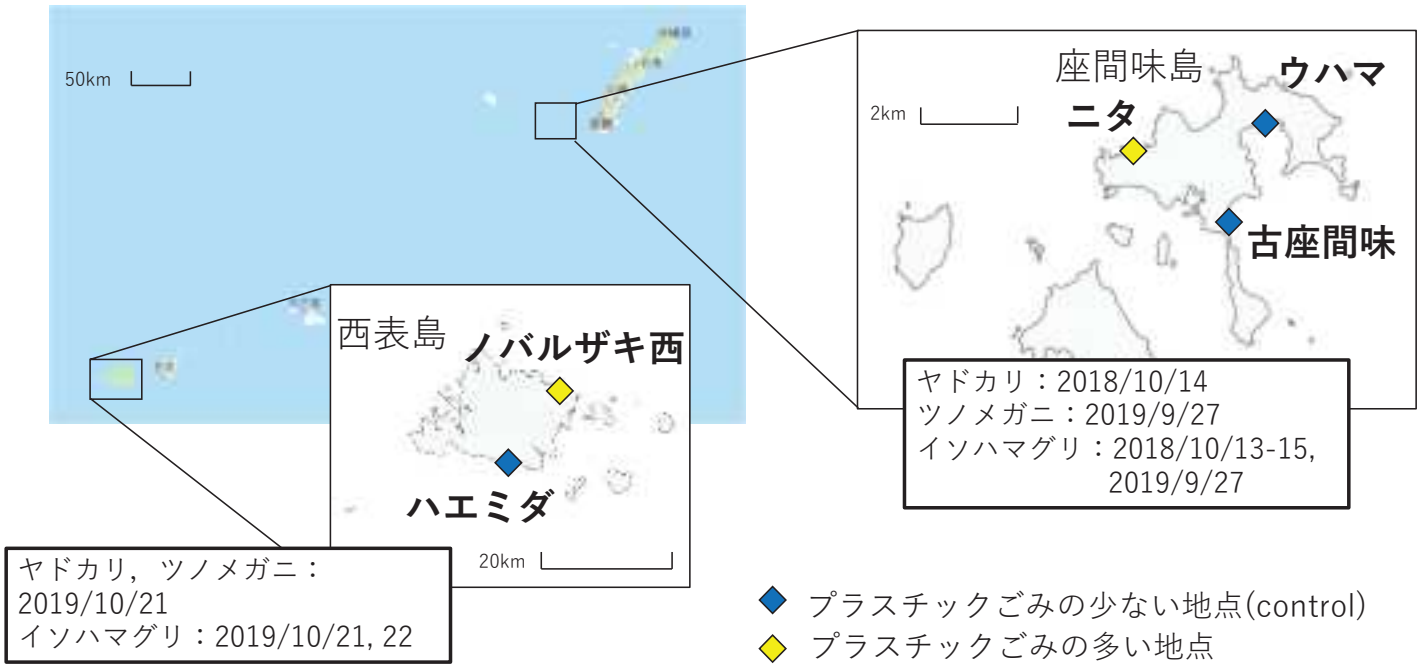 50km
座間味島
ウハマ
2km
ニタ
古座間味
西表島
ノバルザキ西
ハエミダ
20km
ヤドカリ：2018/10/14
ツノメガニ：2019/9/27
イソハマグリ：2018/10/13-15,
2019/9/27
ヤドカリ，ツノメガニ：
2019/10/21
イソハマグリ：2019/10/21, 22
プラスチックごみの少ない地点(control)
プラスチックごみの多い地点